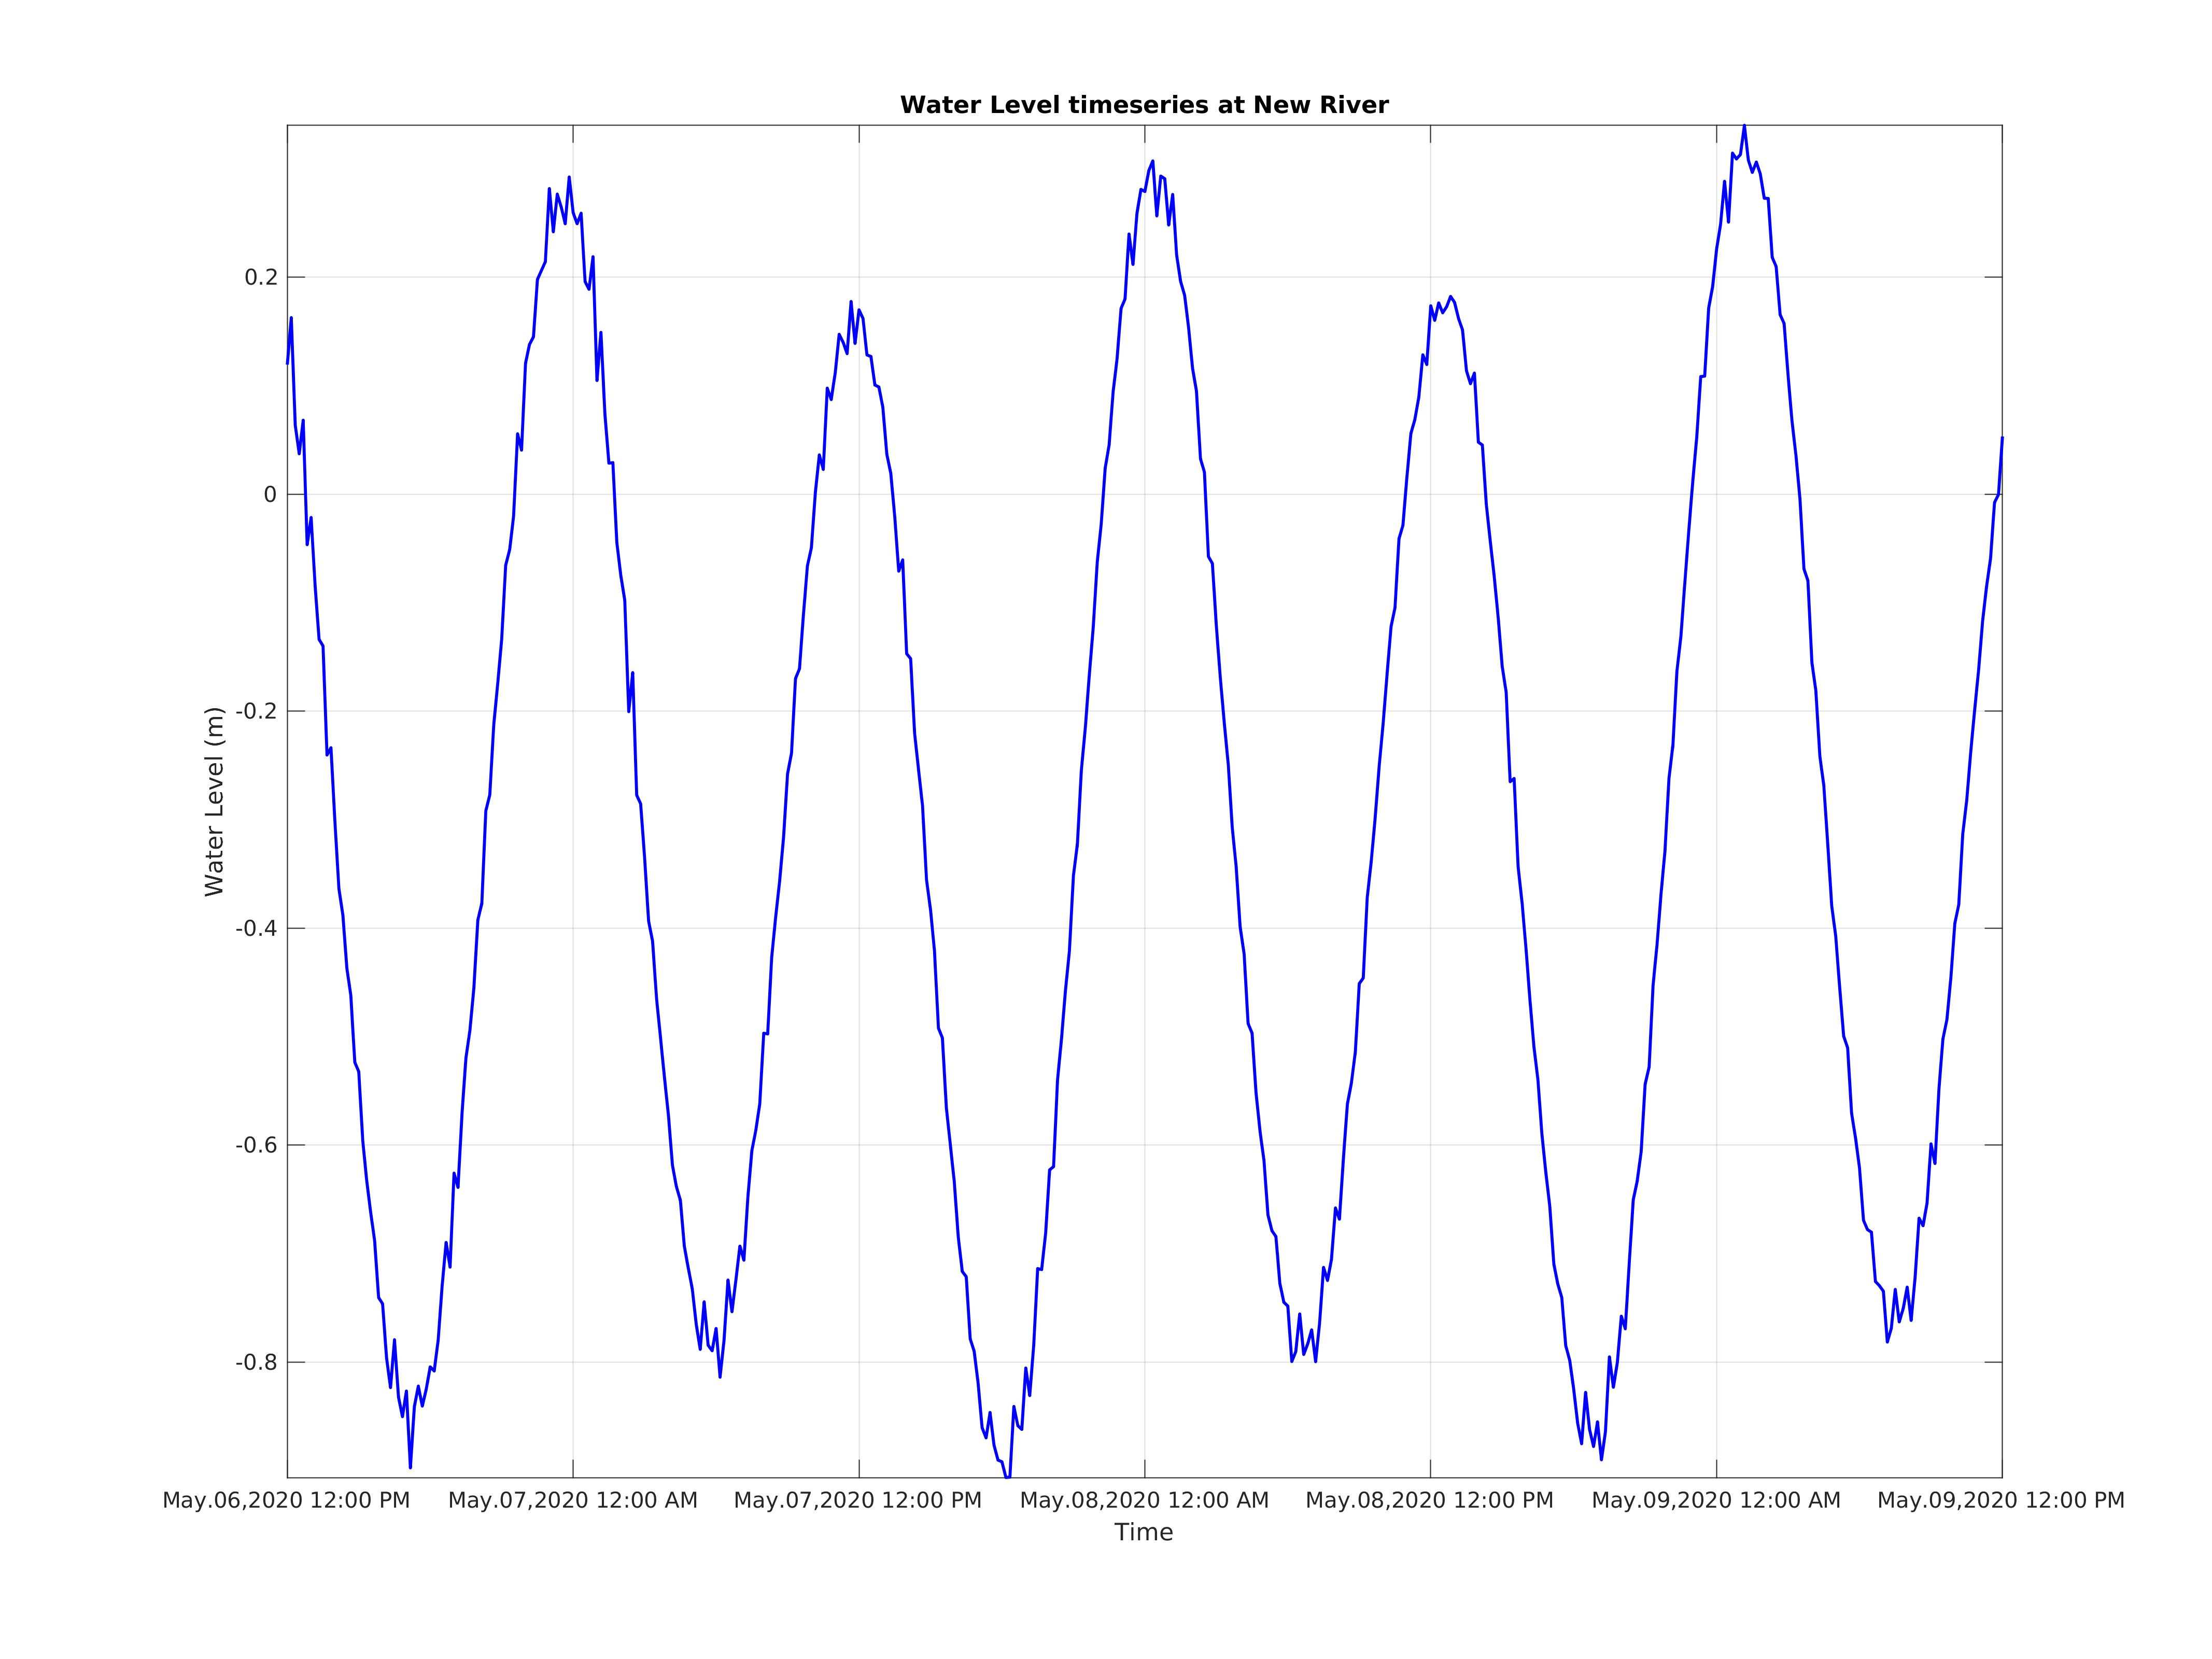 Water Level timeseries at New River
Water Level (m)
0.2
0
-0.2
-0.4
-0.6
-0.8
May.06,2020 12:00 PM May.07,2020 12:00 AM May.07,2020 12:00 PM May.08,2020 12:00 AM May.08,2020 12:00 PM May.09,2020 12:00 AM May.09,2020 12:00 PM
Time